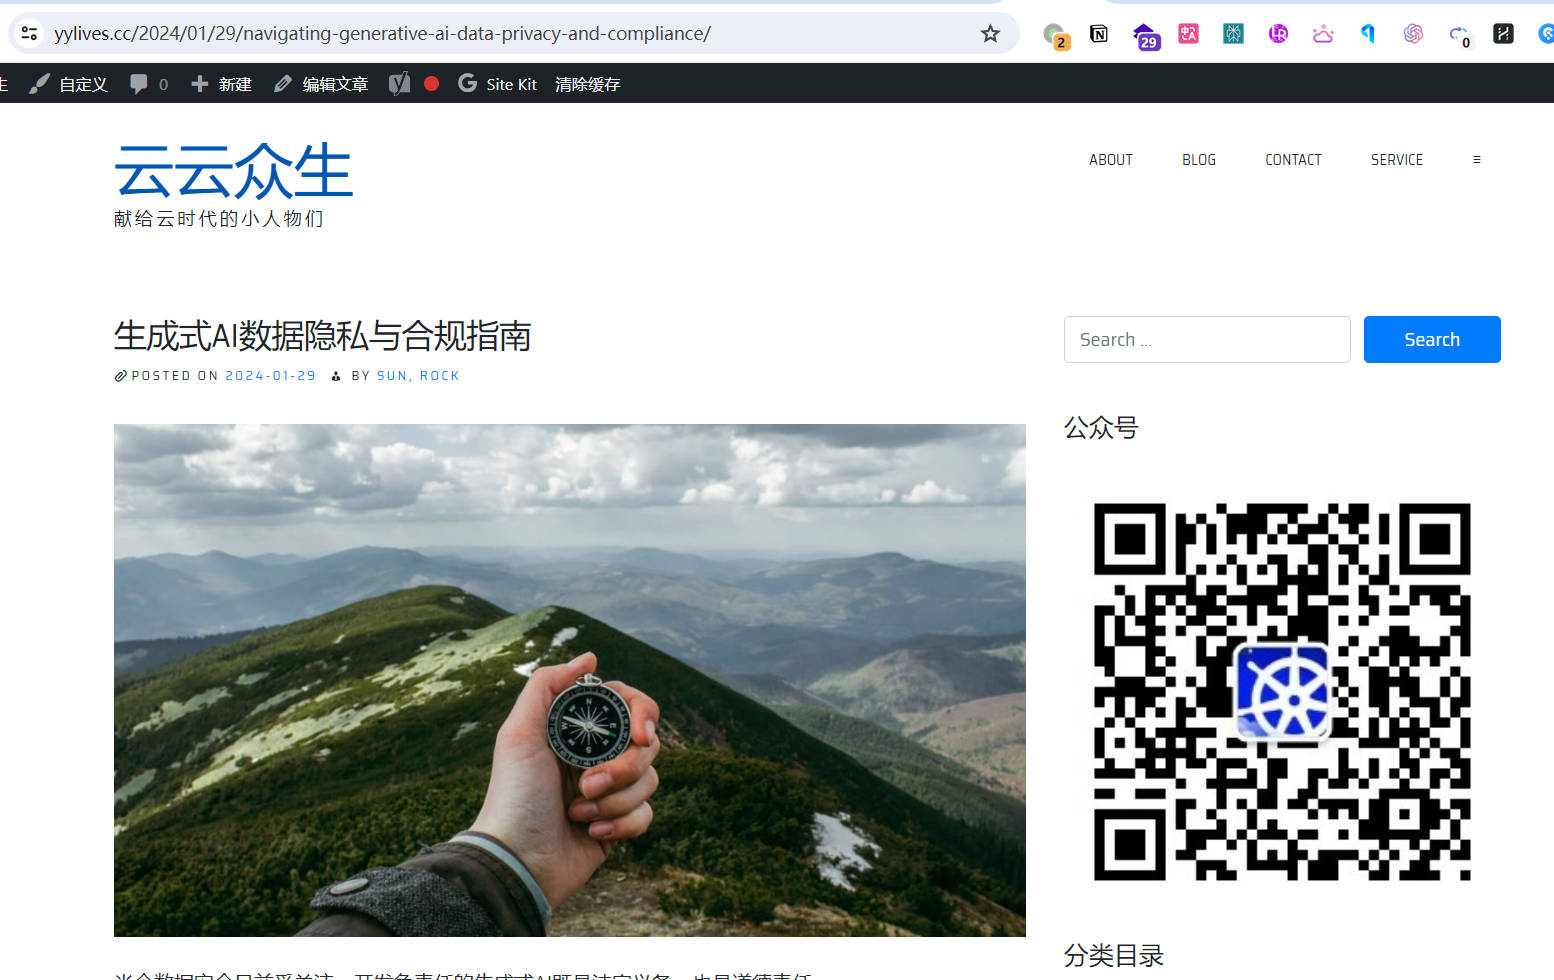 yylives.cc/2024/01/29/navigating-generative-ai-data-privacy-and-compliance/
2
29
0
自定义
0
新建
编辑文章
Site Kit
清除缓存
云云众生
献给云时代的小人物们
ABOUT
BLOG
CONTACT
SERVICE
生成式AI数据隐私与合规指南
POSTED ON 2024-01-29 BY SUN, ROCK
Search ...
Search
公众号
分类目录